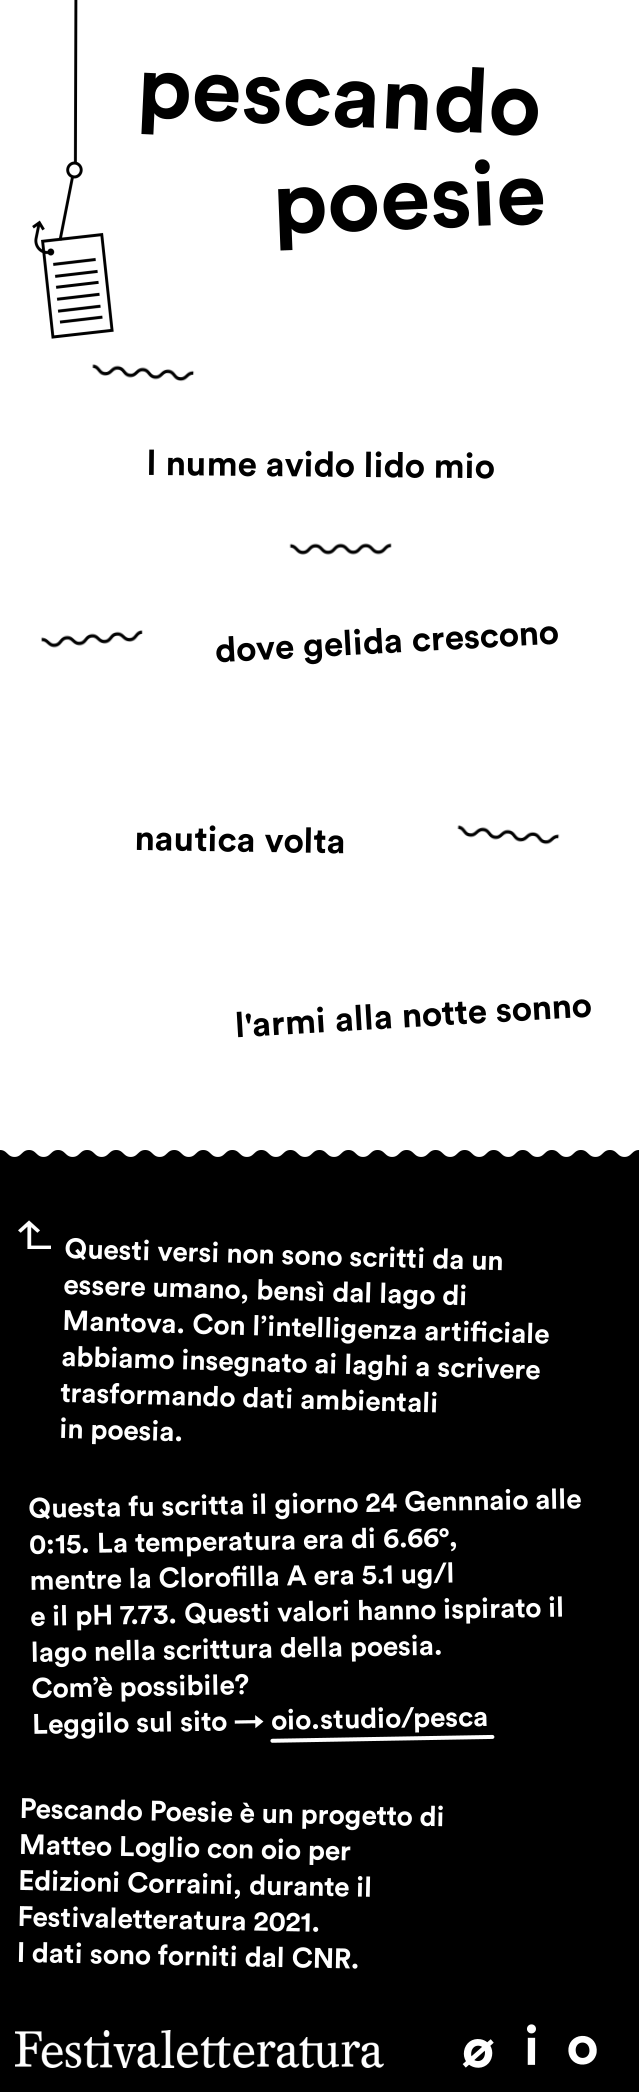 pescando
poesie
I nume avido lido mio
dove gelida crescono
nautica volta
l'armi alla notte sonno
Questi versi non sono scritti da un
essere umano, bensì dal lago di
Mantova. Con l’intelligenza artificiale
abbiamo insegnato ai laghi a scrivere
trasformando dati ambientali
in poesia.
Questa fu scritta il giorno 24 Gennnaio alle
0:15. La temperatura era di 6.66°,
mentre la Clorofilla A era 5.1 ug/l
e il pH 7.73. Questi valori hanno ispirato il
lago nella scrittura della poesia.
Com’è possibile?
Leggilo sul sito → oio.studio/pesca
Pescando Poesie è un progetto di
Matteo Loglio con oio per
Edizioni Corraini, durante il
Festivaletteratura 2021.
I dati sono forniti dal CNR.
Festivaletteratura ø i o